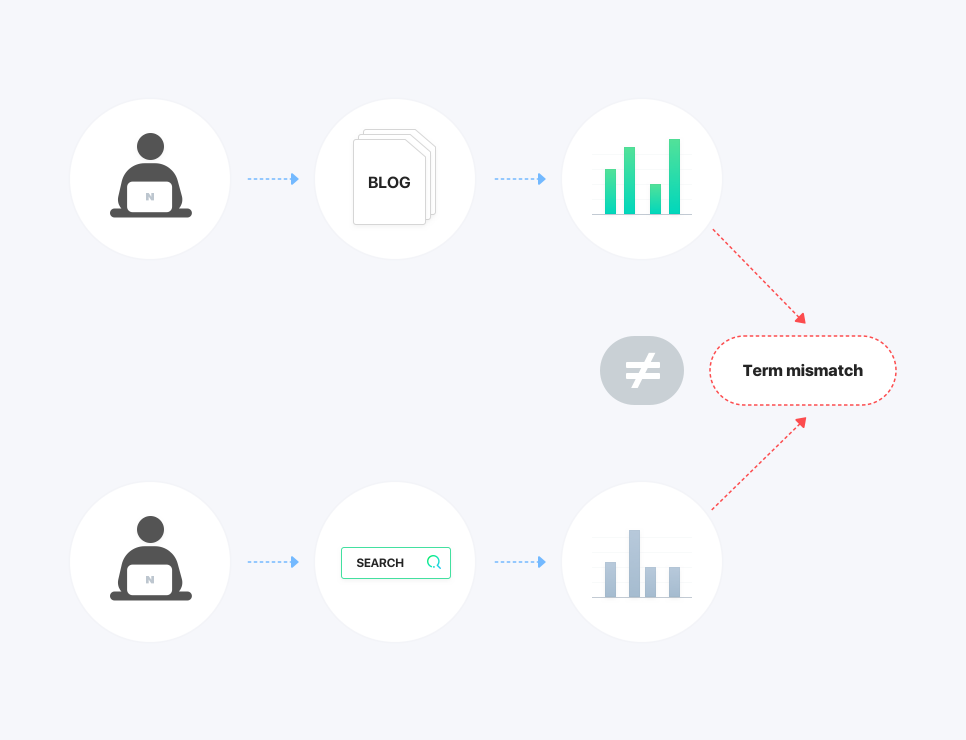 N
BLOG
≠
Term mismatch
N
SEARCH